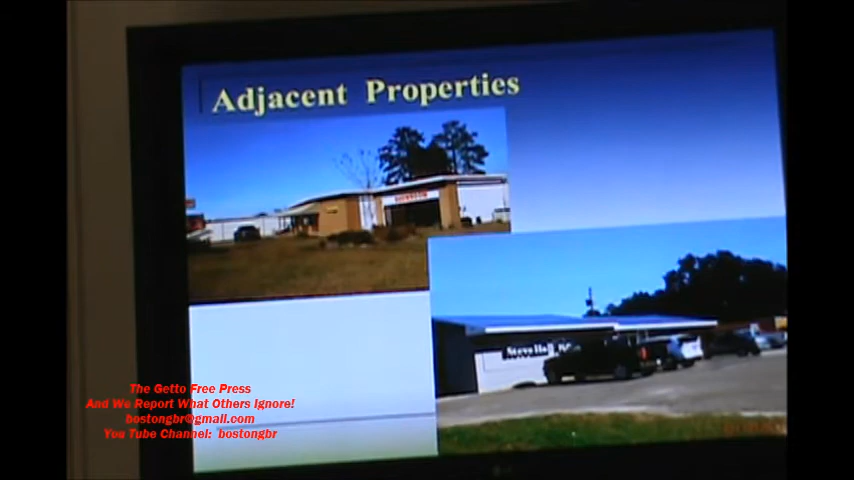 Adjacent Properties
The Getto Free Press
And We Report What Others Ignore!
bostongbr@gmail.com
You Tube Channel: bostongbr